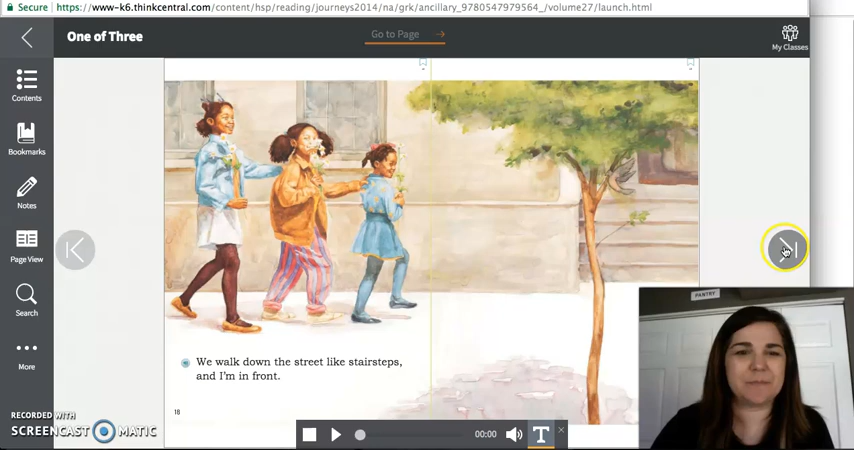 Secure https://www-k6.thinkcentral.com/content/hsp/reading/journeys2014/na/grk/ancillary_9780547979564_/volume27/launch.html
One of Three
Go to Page
My Classes
Contents
Bookmarks
Notes
Page View
Search
More
PANTRY
We walk down the street like stairsteps,
and I'm in front.
18
RECORDED WITH
SCREENCAST MATIC
00:00
T